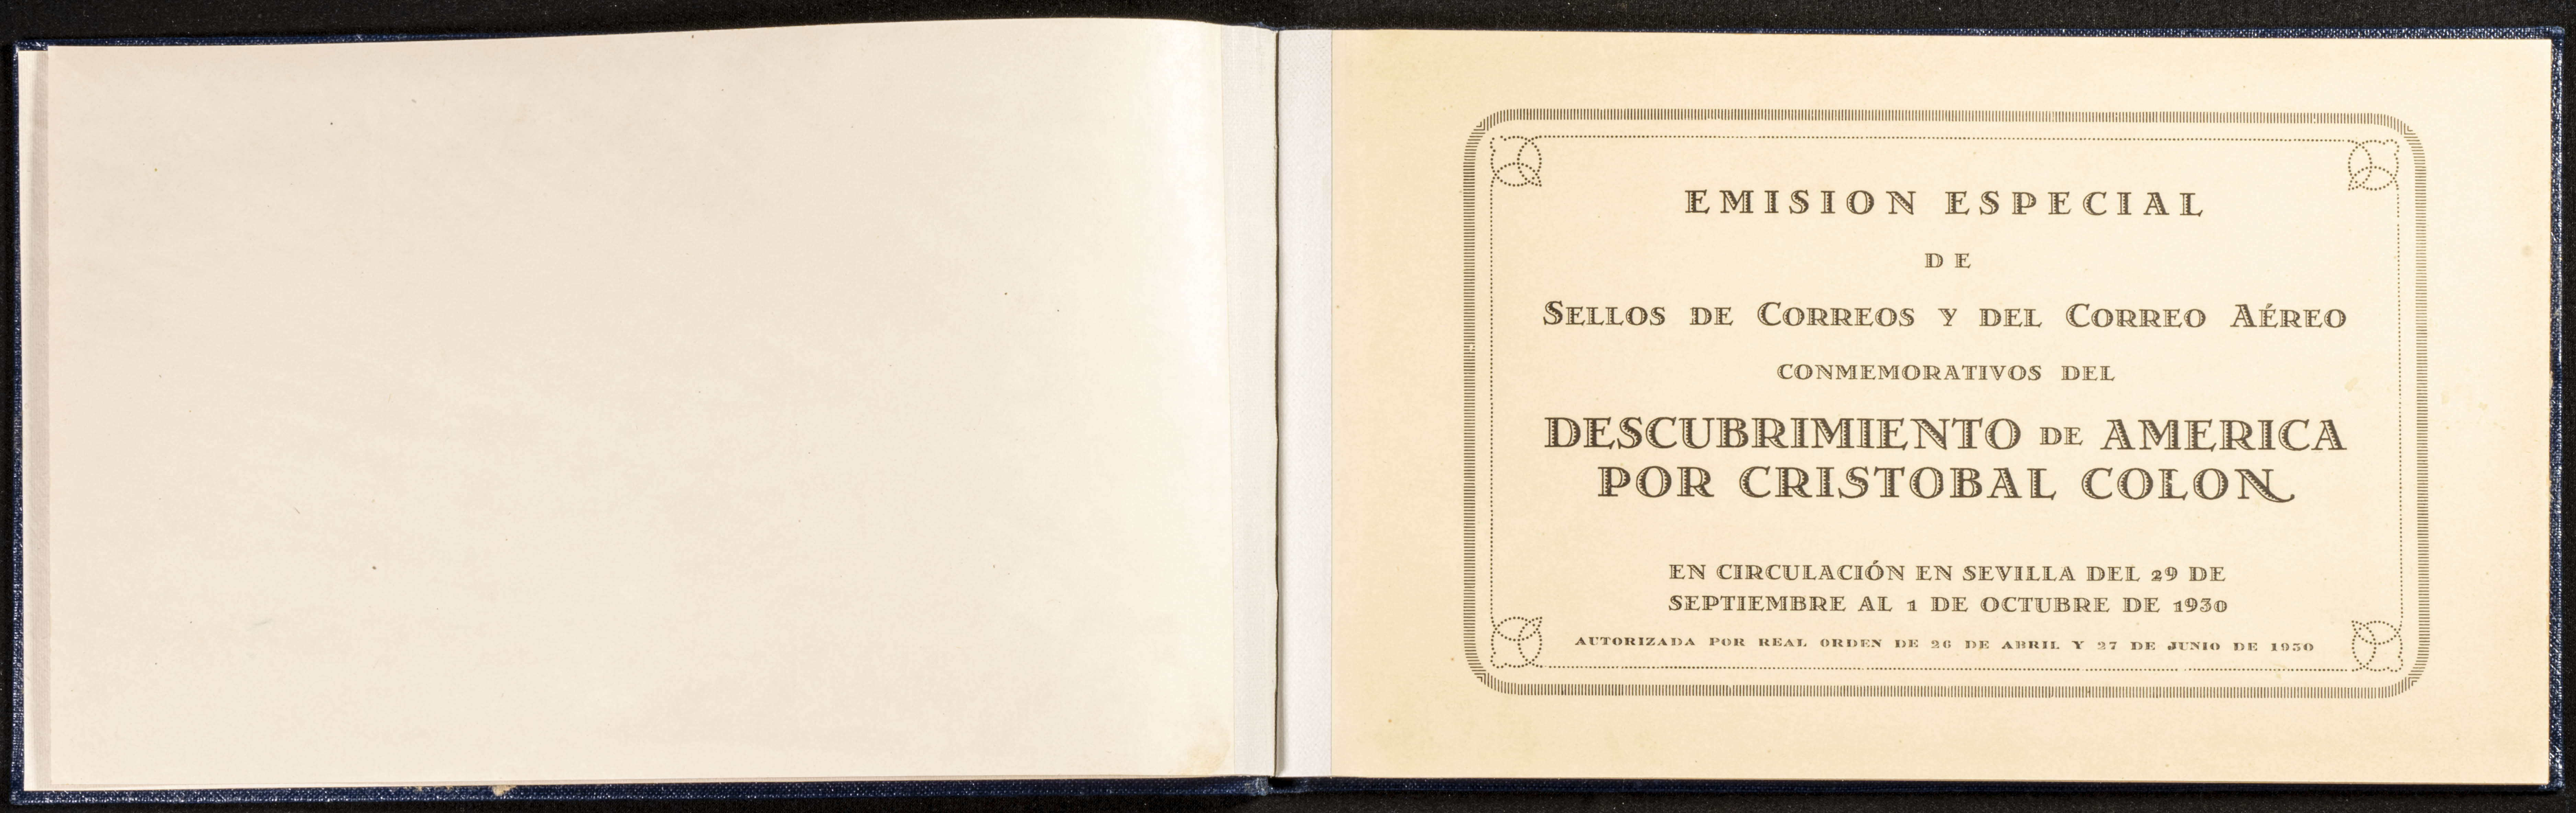 EMISION ESPECIAL
DE
SELLOS DE CORREOS Y DEL CORREO AÉREO
CONMEMORATIVOS DEL
DESCUBRIMIENTO DE AMERICA
POR CRISTOBAL COLON
EN CIRCULACIÓN EN SEVILLA DEL 29 DE
SEPTIEMBRE AL 1 DE OCTUBRE DE 1930
AUTORIZADA POR REAL ORDEN DE 26 DE ABRIL Y 27 DE JUNIO DE 1930